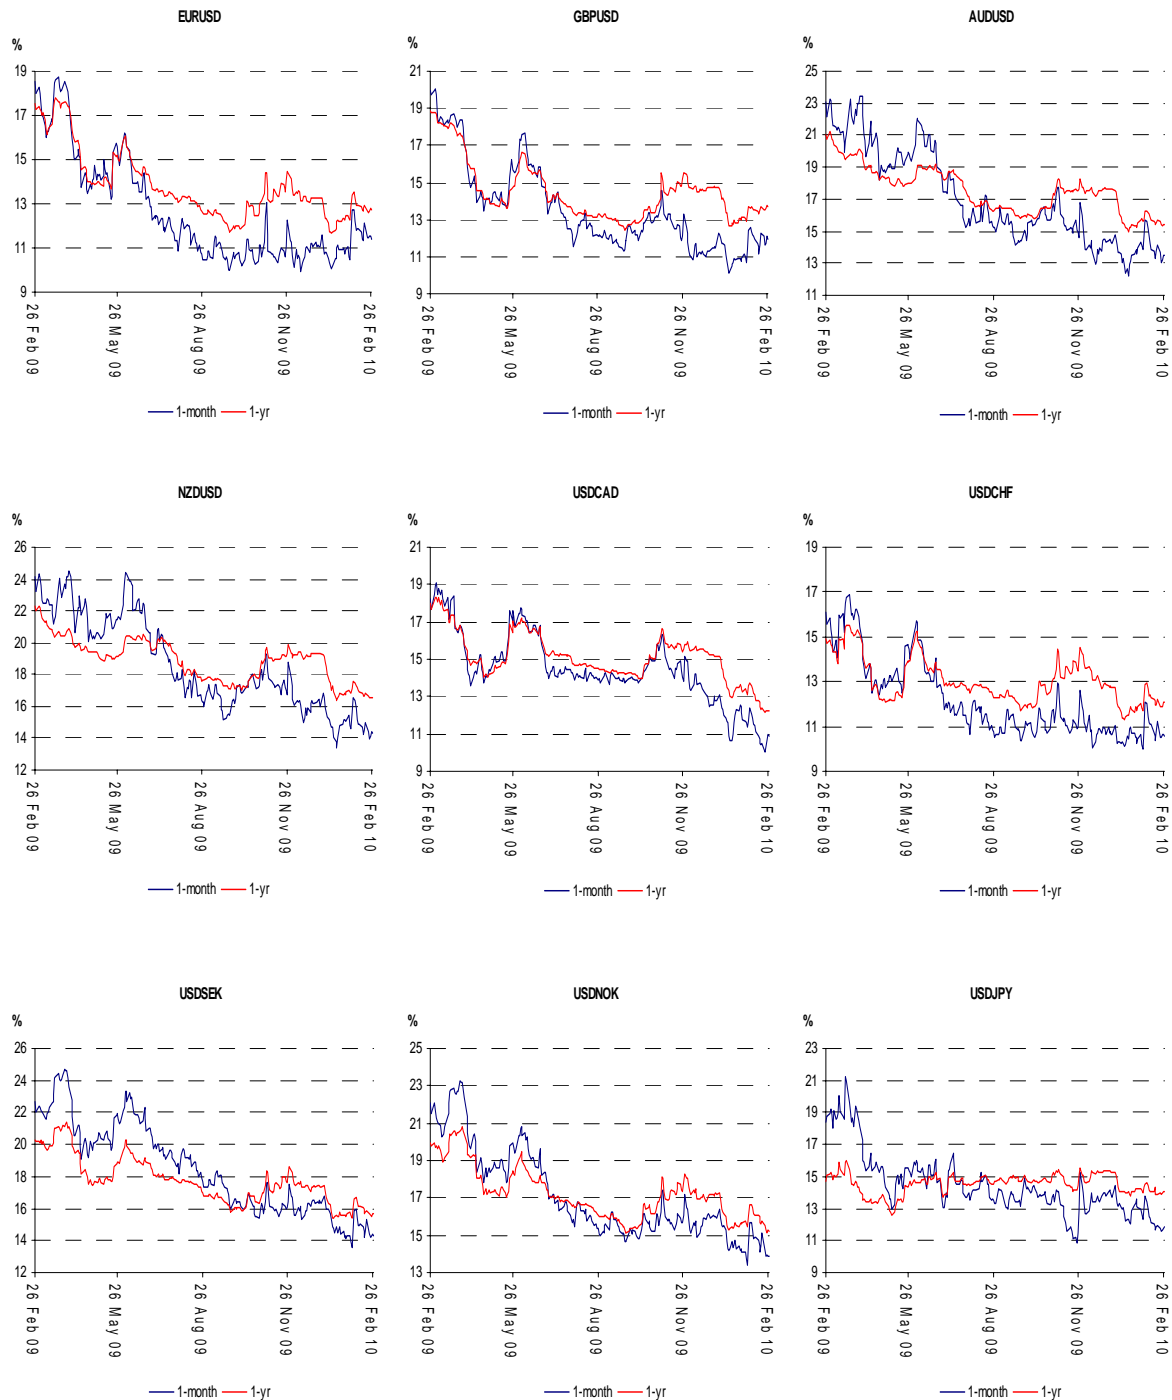 EURUSD
%
19
17
15
13
11
9
26 Feb 09
26 May 09
26 Aug 09
26 Nov 09
26 Feb 10
1-month 1-yr
GBPUSD
%
21
19
17
15
13
11
9
26 Feb 09
26 May 09
26 Aug 09
26 Nov 09
26 Feb 10
1-month 1-yr
AUDUSD
%
25
23
21
19
17
15
13
11
26 Feb 09
26 May 09
26 Aug 09
26 Nov 09
26 Feb 10
1-month 1-yr
NZDUSD
%
26
24
22
20
18
16
14
12
26 Feb 09
26 May 09
26 Aug 09
26 Nov 09
26 Feb 10
1-month 1-yr
USDCAD
%
21
19
17
15
13
11
9
26 Feb 09
26 May 09
26 Aug 09
26 Nov 09
26 Feb 10
1-month 1-yr
USDCHF
%
19
17
15
13
11
9
26 Feb 09
26 May 09
26 Aug 09
26 Nov 09
26 Feb 10
1-month 1-yr
USDSEK
%
26
24
22
20
18
16
14
12
26 Feb 09
26 May 09
26 Aug 09
26 Nov 09
26 Feb 10
1-month 1-yr
USDNOK
%
25
23
21
19
17
15
13
26 Feb 09
26 May 09
26 Aug 09
26 Nov 09
26 Feb 10
1-month 1-yr
USDJPY
%
23
21
19
17
15
13
11
9
26 Feb 09
26 May 09
26 Aug 09
26 Nov 09
26 Feb 10
1-month 1-yr